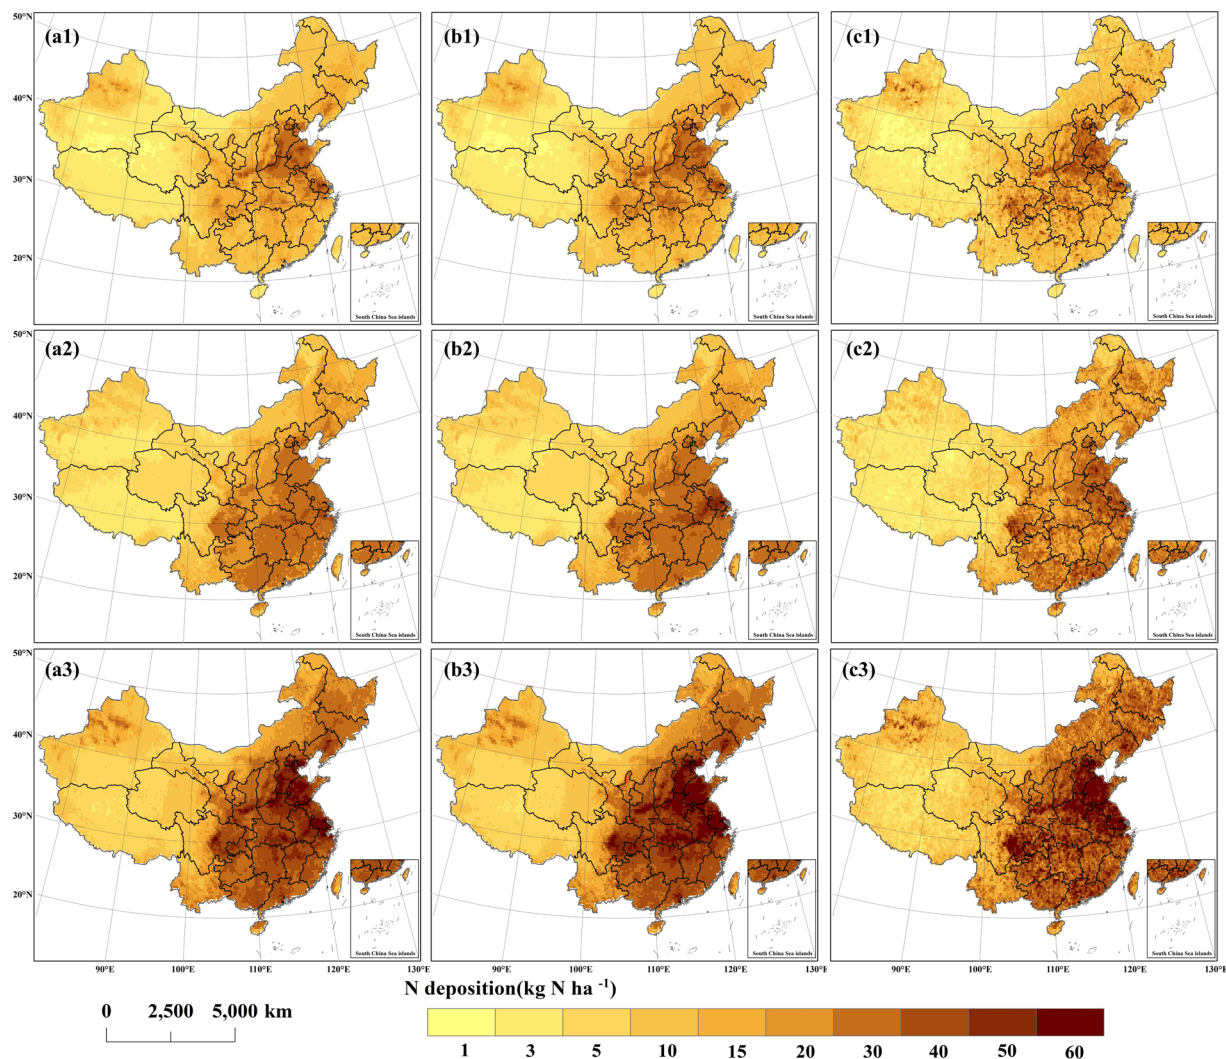 50°N
(a1)
(b1)
(c1)
40°N
30°N
20°N
South China Sea islands
South China Sea islands
South China Sea islands
50°N
(a2)
(b2)
(c2)
40°N
30°N
20°N
South China Sea islands
South China Sea islands
South China Sea islands
50°N
(a3)
(b3)
(c3)
40°N
30°N
20°N
South China Sea islands
South China Sea islands
South China Sea islands
90°E 100°E 110°E 120°E 130°E 90°E 100°E 110°E 120°E 130°E 90°E 100°E 110°E 120°E 130°E
N deposition(kg N ha -1)
0 2,500 5,000 km
1 3 5 10 15 20 30 40 50 60